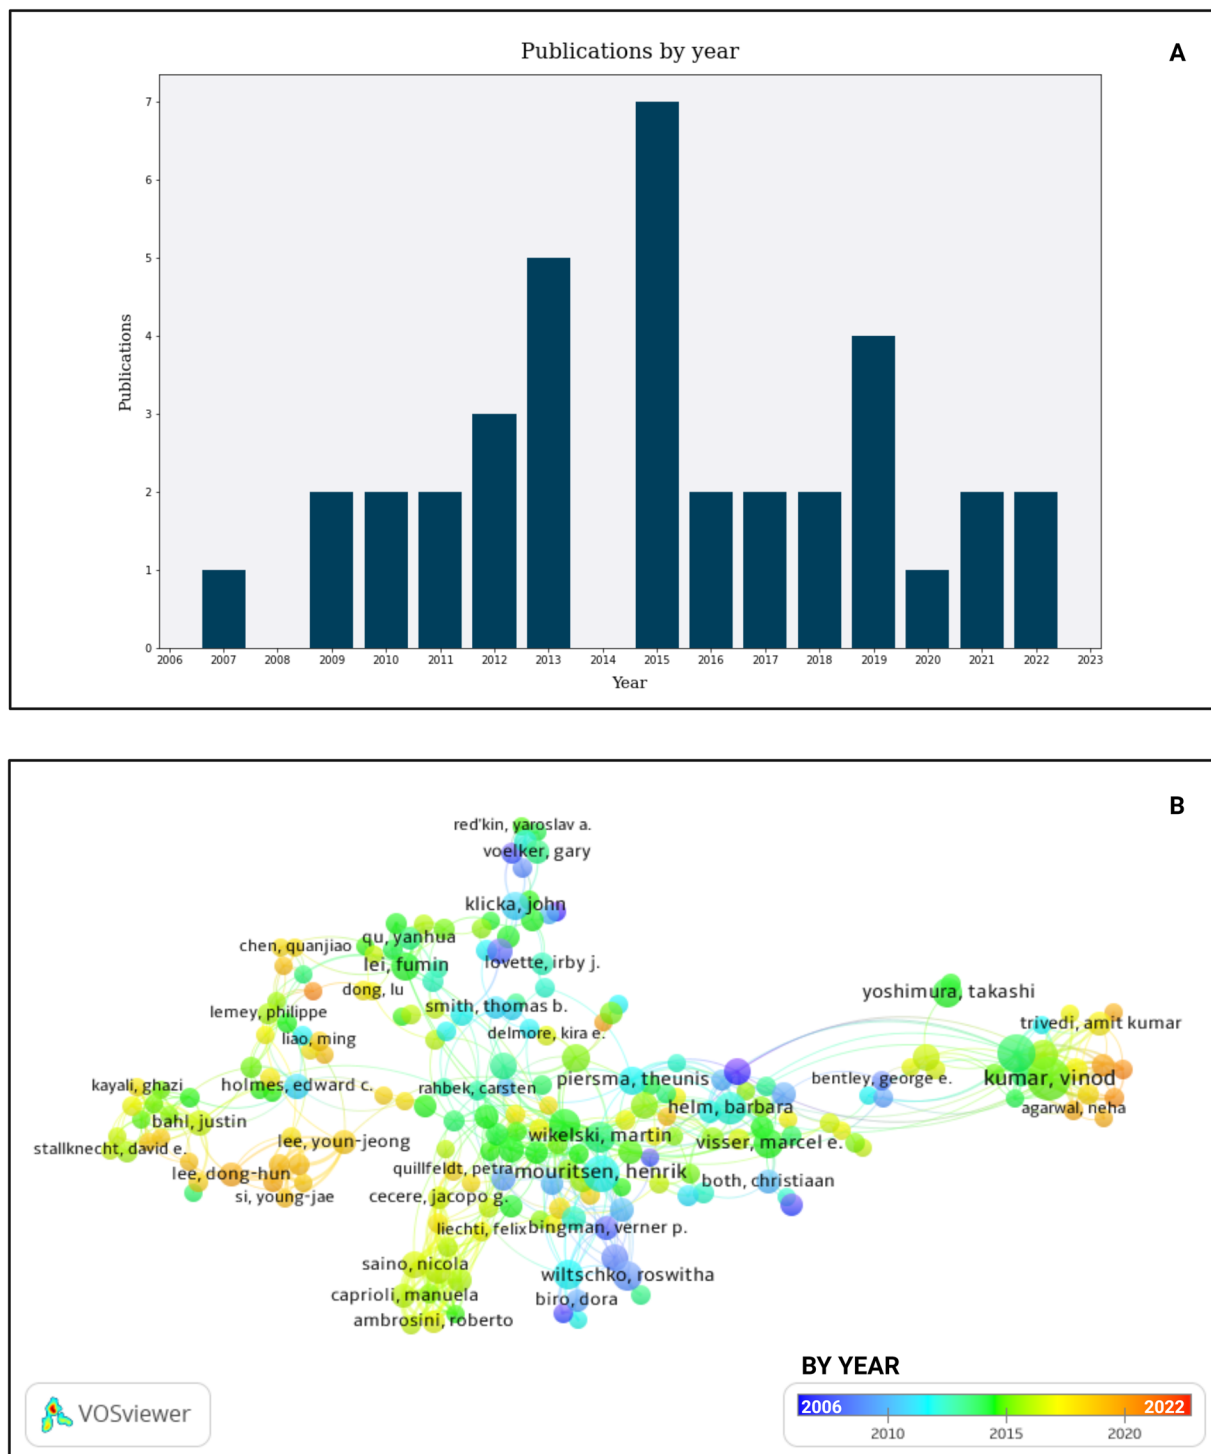 Publications by year
A
7
6
5
4
3
2
1
0
Publications
2006 2007 2008 2009 2010 2011 2012 2013 2014 2015 2016 2017 2018 2019 2020 2021 2022 2023
Year
B
red'kin, yaroslav a.
voelker, gary
klicka, john
qu, yanhua
chen, quanjiao
lei, fumin
lovette, irby j.
dong, lu
yoshimura, takashi
smith, thomas b.
lemey, philippe
trivedi, amit kumar
delmore, kira e.
liao, ming
kayali, ghazi
holmes, edward c.
rahbek, carsten
piersma, theunis
bentley, george e.
kumar, vinod
helm, barbara
agarwal, neha
bahl, justin
wikelski, martin
lee, youn-jeong
visser, marcel e.
stallknecht, david e.
lee, dong-hun
quillfeldt, petra
mouritsen, henrik
both, christiaan
si, young-jae
cecere, jacopo g.
liechti, felix
bingman, verner p.
saino, nicola
wiltschko, roswitha
caprioli, manuela
biro, dora
ambrosini, roberto
BY YEAR
VOSviewer
2006 2022
2010 2015 2020